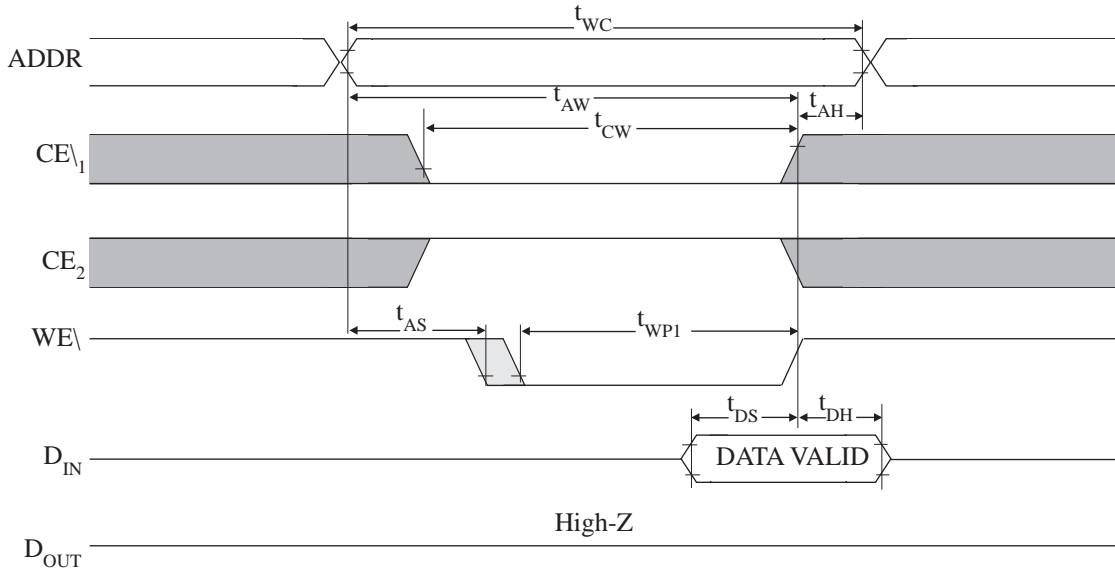 t_WC
ADDR
t_AW
t_AH
t_CW
CE\_1
CE_2
t_AS
t_WP1
WE\
t_DS
t_DH
D_IN
DATA VALID
High-Z
D_OUT